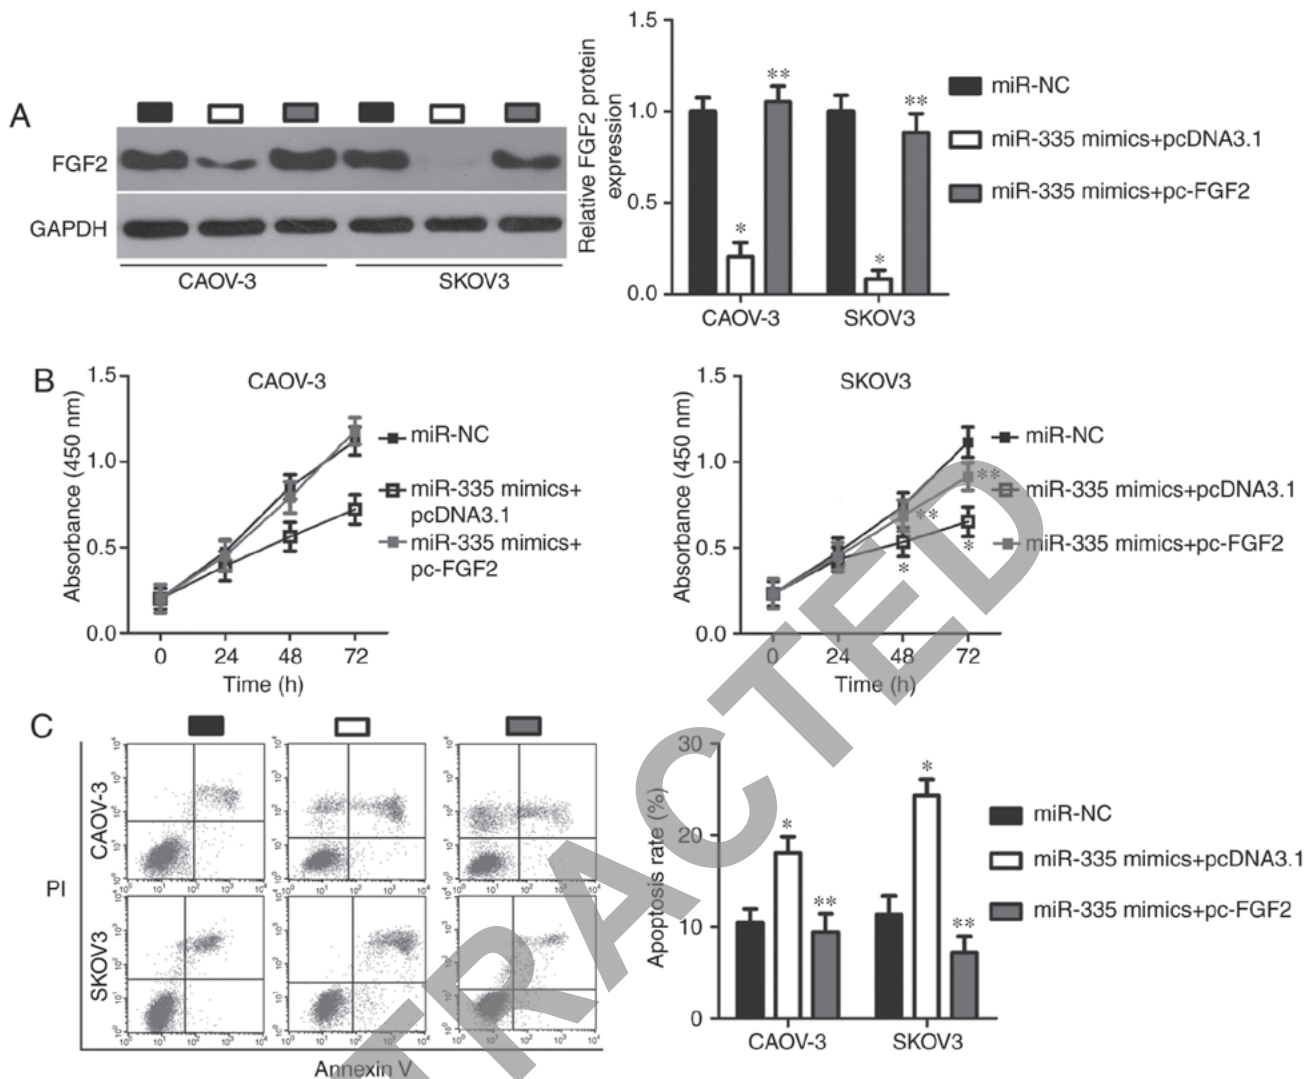 A
FGF2
GAPDH
CAOV-3
SKOV3
Relative FGF2 protein
expression
1.5
1.0
0.5
0.0
*
**
*
**
CAOV-3
SKOV3
miR-NC
miR-335 mimics+pcDNA3.1
miR-335 mimics+pc-FGF2
B
CAOV-3
Absorbance (450 nm)
1.5
1.0
0.5
0.0
0 24 48 72
Time (h)
miR-NC
miR-335 mimics+
pcDNA3.1
miR-335 mimics+
pc-FGF2
SKOV3
Absorbance (450 nm)
1.5
1.0
0.5
0.0
0 24 48 72
Time (h)
**
*
**
*
miR-NC
miR-335 mimics+pcDNA3.1
miR-335 mimics+pc-FGF2
C
CAOV-3
SKOV3
PI
Annexin V
Apoptosis rate (%)
30
20
10
0
*
**
*
**
CAOV-3
SKOV3
miR-NC
miR-335 mimics+pcDNA3.1
miR-335 mimics+pc-FGF2
TRACTED